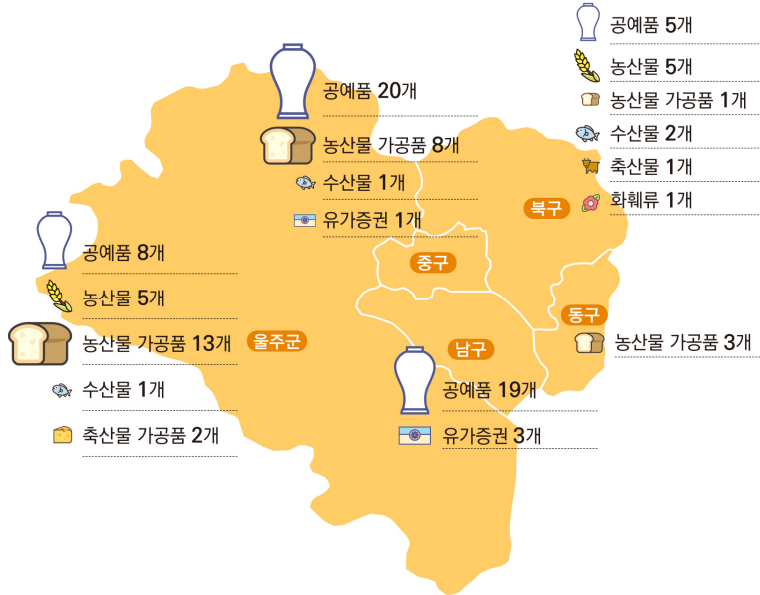 공예품 5개
농산물 5개
농산물 가공품 1개
수산물 2개
축산물 1개
화훼류 1개
북구
공예품 20개
농산물 가공품 8개
수산물 1개
유가증권 1개
중구
공예품 8개
농산물 5개
농산물 가공품 13개
수산물 1개
축산물 가공품 2개
울주군
동구
농산물 가공품 3개
남구
공예품 19개
유가증권 3개